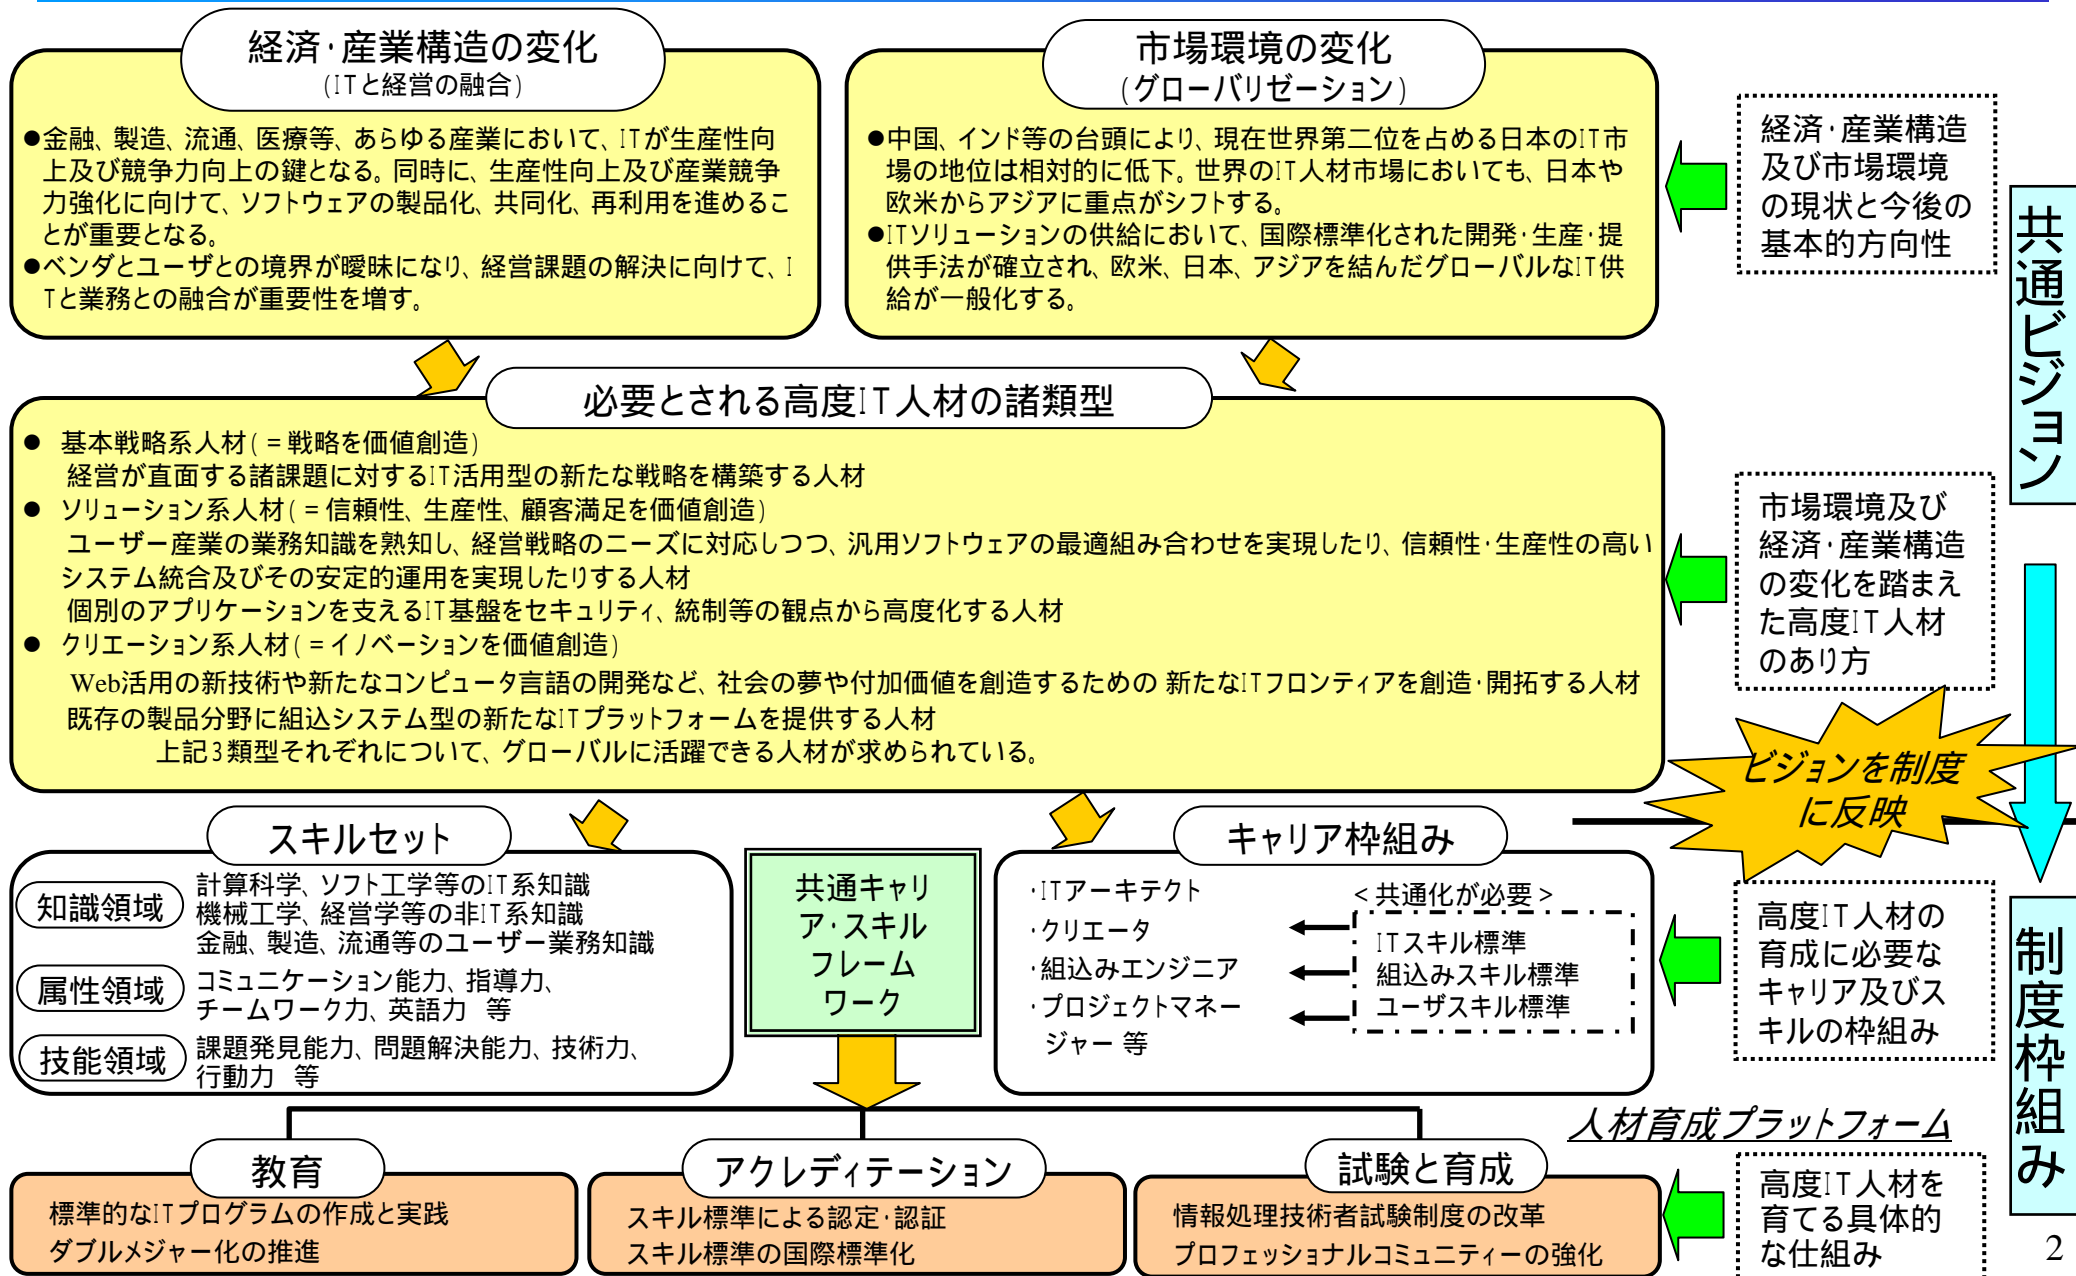 経済・産業構造の変化
(ITと経営の融合)
●金融、製造、流通、医療等、あらゆる産業において、ITが生産性向
上及び競争力向上の鍵となる。同時に、生産性向上及び産業競争
力強化に向けて、ソフトウェアの製品化、共同化、再利用を進めるこ
とが重要となる。
●ベンダとユーザとの境界が曖昧になり、経営課題の解決に向けて、I
Tと業務との融合が重要性を増す。
市場環境の変化
(グローバリゼーション)
●中国、インド等の台頭により、現在世界第二位を占める日本のIT市
場の地位は相対的に低下。世界のIT人材市場においても、日本や
欧米からアジアに重点がシフトする。
●ITソリューションの供給において、国際標準化された開発・生産・提
供手法が確立され、欧米、日本、アジアを結んだグローバルなIT供
給が一般化する。
経済・産業構造
及び市場環境
の現状と今後の
基本的方向性
共通ビジョン
必要とされる高度IT人材の諸類型
● 基本戦略系人材(=戦略を価値創造)
経営が直面する諸課題に対するIT活用型の新たな戦略を構築する人材
● ソリューション系人材(=信頼性、生産性、顧客満足を価値創造)
ユーザー産業の業務知識を熟知し、経営戦略のニーズに対応しつつ、汎用ソフトウェアの最適組み合わせを実現したり、信頼性・生産性の高い
システム統合及びその安定的運用を実現したりする人材
個別のアプリケーションを支えるIT基盤をセキュリティ、統制等の観点から高度化する人材
● クリエーション系人材(=イノベーションを価値創造)
Web活用の新技術や新たなコンピュータ言語の開発など、社会の夢や付加価値を創造するための 新たなITフロンティアを創造・開拓する人材
既存の製品分野に組込システム型の新たなITプラットフォームを提供する人材
上記3類型それぞれについて、グローバルに活躍できる人材が求められている。
市場環境及び
経済・産業構造
の変化を踏まえ
た高度IT人材
のあり方
ビジョンを制度
に反映
スキルセット
知識領域
計算科学、ソフト工学等のIT系知識
機械工学、経営学等の非IT系知識
金融、製造、流通等のユーザー業務知識
属性領域
コミュニケーション能力、指導力、
チームワーク力、英語力 等
技能領域
課題発見能力、問題解決能力、技術力、
行動力 等
共通キャリ
ア・スキル
フレーム
ワーク
キャリア枠組み
・ITアーキテクト
・クリエータ
・組込みエンジニア
・プロジェクトマネー
ジャー 等
<共通化が必要>
ITスキル標準
組込みスキル標準
ユーザスキル標準
高度IT人材の
育成に必要な
キャリア及びス
キルの枠組み
制度枠組み
人材育成プラットフォーム
教育
標準的なITプログラムの作成と実践
ダブルメジャー化の推進
アクレディテーション
スキル標準による認定・認証
スキル標準の国際標準化
試験と育成
情報処理技術者試験制度の改革
プロフェッショナルコミュニティーの強化
高度IT人材を
育てる具体的
な仕組み
2